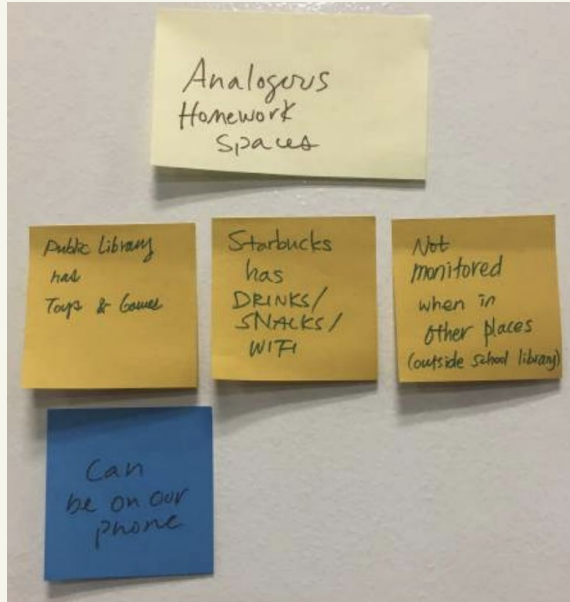 Analogous
Homework
Spaces
Public Library
has
Toys & Games
Starbucks
has
DRINKS/
SNACKS/
WIFI
Not
monitored
when in
other places
(outside school library)
Can
be on our
phone